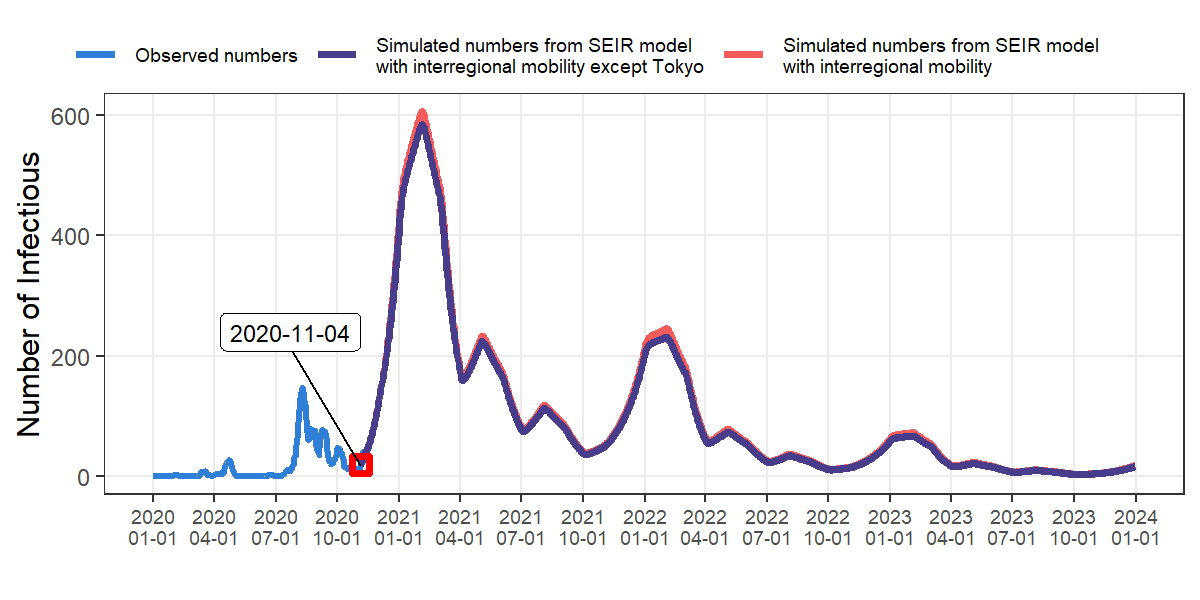 Observed numbers
Simulated numbers from SEIR model
with interregional mobility except Tokyo
Simulated numbers from SEIR model
with interregional mobility
Number of Infectious
600
400
200
0
2020-11-04
2020 2020 2020 2020 2021 2021 2021 2021 2022 2022 2022 2022 2023 2023 2023 2023 2024
01-01 04-01 07-01 10-01 01-01 04-01 07-01 10-01 01-01 04-01 07-01 10-01 01-01 04-01 07-01 10-01 01-01